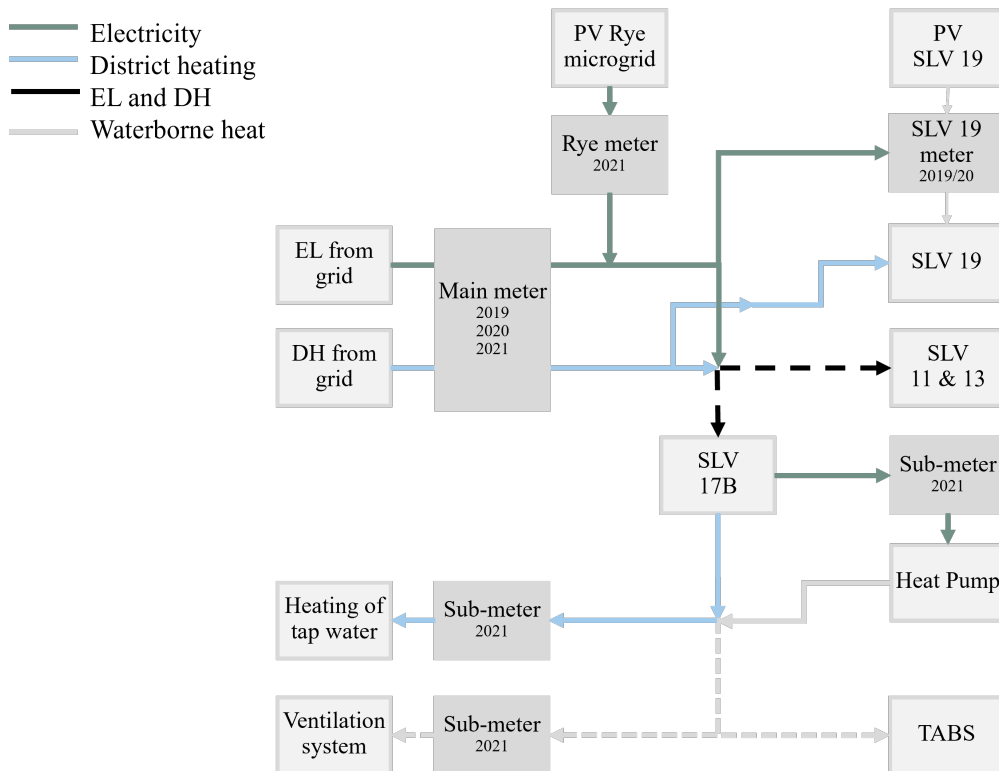 Electricity
District heating
EL and DH
Waterborne heat
PV Rye
microgrid
PV
SLV 19
Rye meter
2021
SLV 19
meter
2019/20
EL from
grid
Main meter
2019
2020
2021
SLV 19
DH from
grid
SLV
11 & 13
SLV
17B
Sub-meter
2021
Heat Pump
Heating of
tap water
Sub-meter
2021
Ventilation
system
Sub-meter
2021
TABS